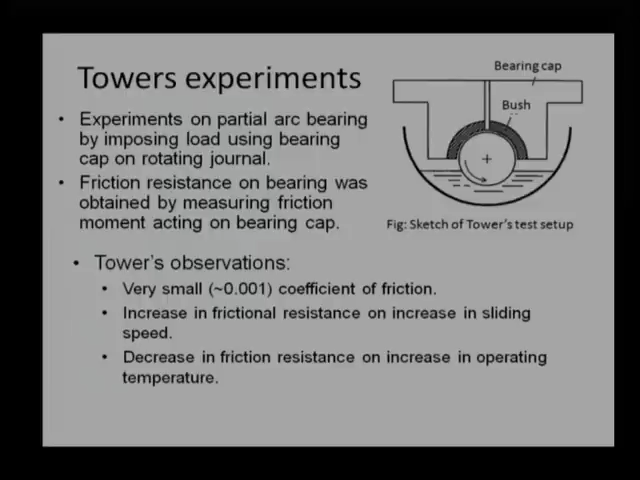 Towers experiments
• Experiments on partial arc bearing
by imposing load using bearing
cap on rotating journal.
• Friction resistance on bearing was
obtained by measuring friction
moment acting on bearing cap.
Bearing cap
Bush
Fig: Sketch of Tower's test setup
• Tower's observations:
• Very small (~0.001) coefficient of friction.
• Increase in frictional resistance on increase in sliding
speed.
• Decrease in friction resistance on increase in operating
temperature.